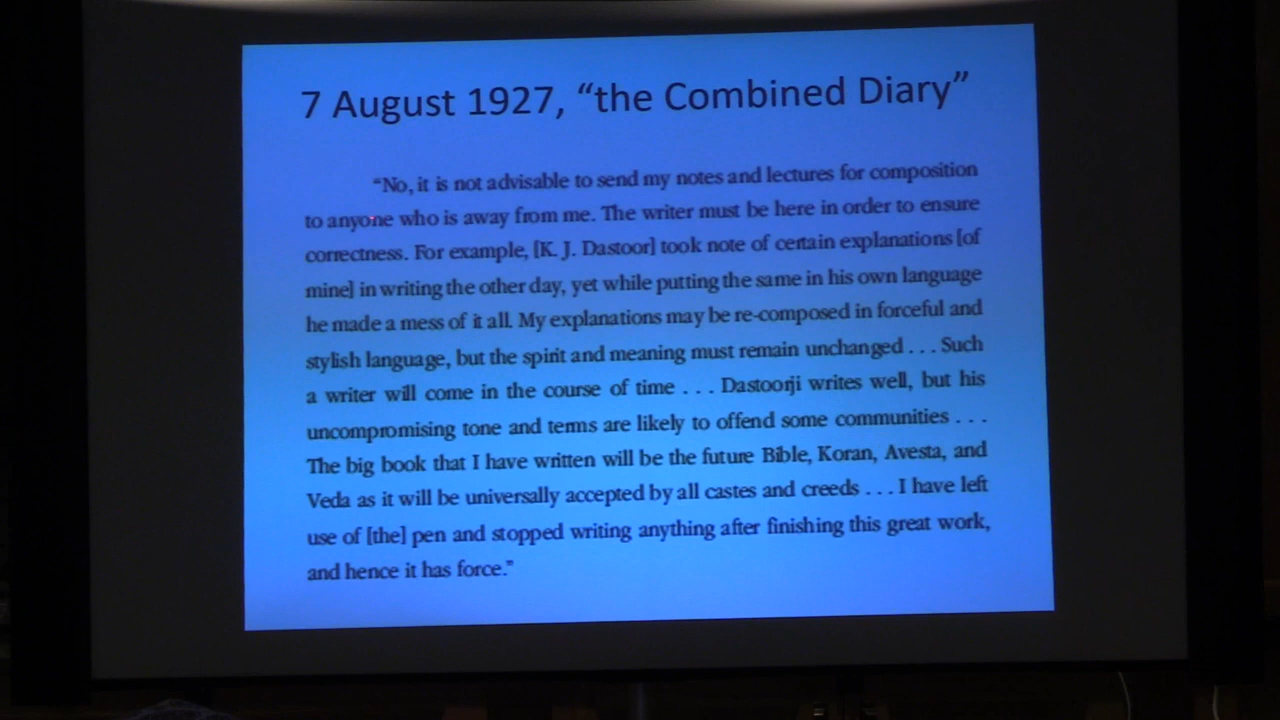 7 August 1927, “the Combined Diary”
“No, it is not advisable to send my notes and lectures for composition
to anyone who is away from me. The writer must be here in order to ensure
correctness. For example, [K. J. Dastoor] took note of certain explanations [of
mine] in writing the other day, yet while putting the same in his own language
he made a mess of it all. My explanations may be re-composed in forceful and
stylish language, but the spirit and meaning must remain unchanged . . . Such
a writer will come in the course of time . . . Dastoorji writes well, but his
uncompromising tone and terms are likely to offend some communities . . .
The big book that I have written will be the future Bible, Koran, Avesta, and
Veda as it will be universally accepted by all castes and creeds . . . I have left
use of [the] pen and stopped writing anything after finishing this great work,
and hence it has force.”